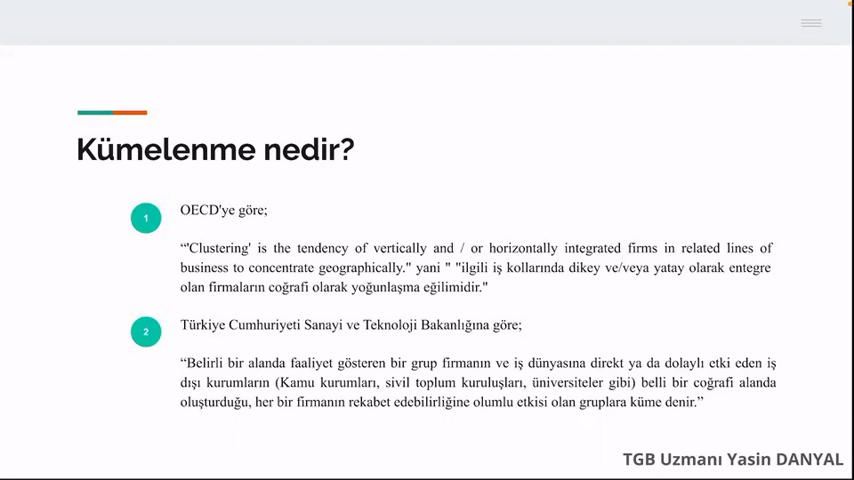 Kümelenme nedir?
1
OECD'ye göre;
“'Clustering' is the tendency of vertically and / or horizontally integrated firms in related lines of
business to concentrate geographically." yani " "ilgili iş kollarında dikey ve/veya yatay olarak entegre
olan firmaların coğrafi olarak yoğunlaşma eğilimidir."
2
Türkiye Cumhuriyeti Sanayi ve Teknoloji Bakanlığına göre;
“Belirli bir alanda faaliyet gösteren bir grup firmanın ve iş dünyasına direkt ya da dolaylı etki eden iş
dışı kurumların (Kamu kurumları, sivil toplum kuruluşları, üniversiteler gibi) belli bir coğrafi alanda
oluşturduğu, her bir firmanın rekabet edebilirliğine olumlu etkisi olan gruplara küme denir.”
TGB Uzmanı Yasin DANYAL